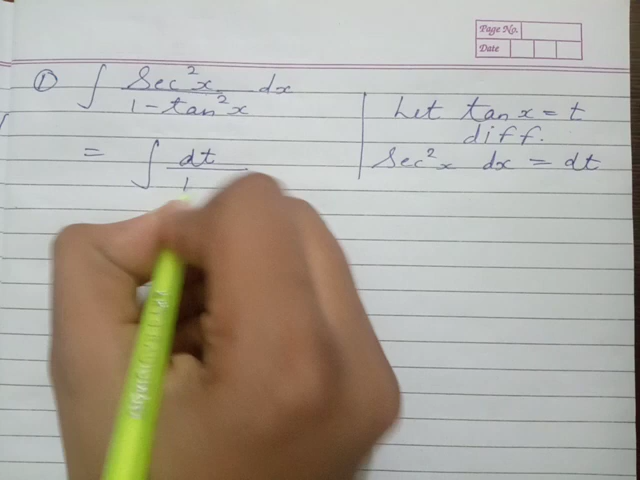 Page No.
Date
① ∫ Sec²x dx
1 - tan²x
Let tan x = t
diff.
Sec²x dx = dt
= ∫ dt
1